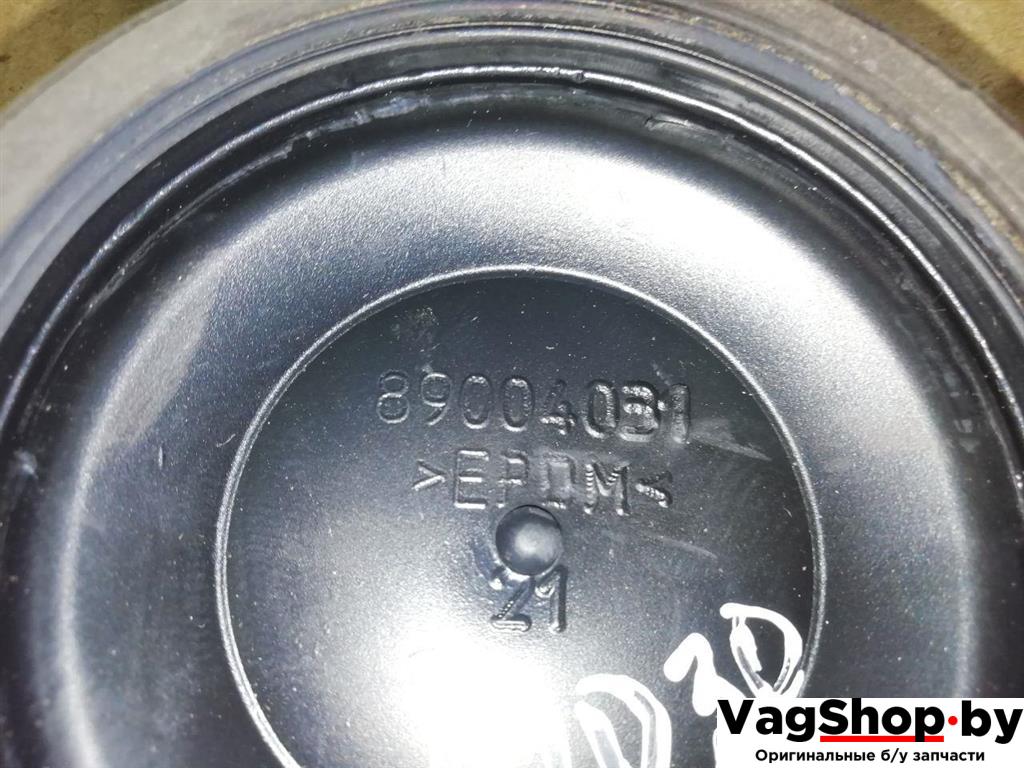 89004031
>EPDM<
21
VagShop.by
Оригинальные б/у запчасти